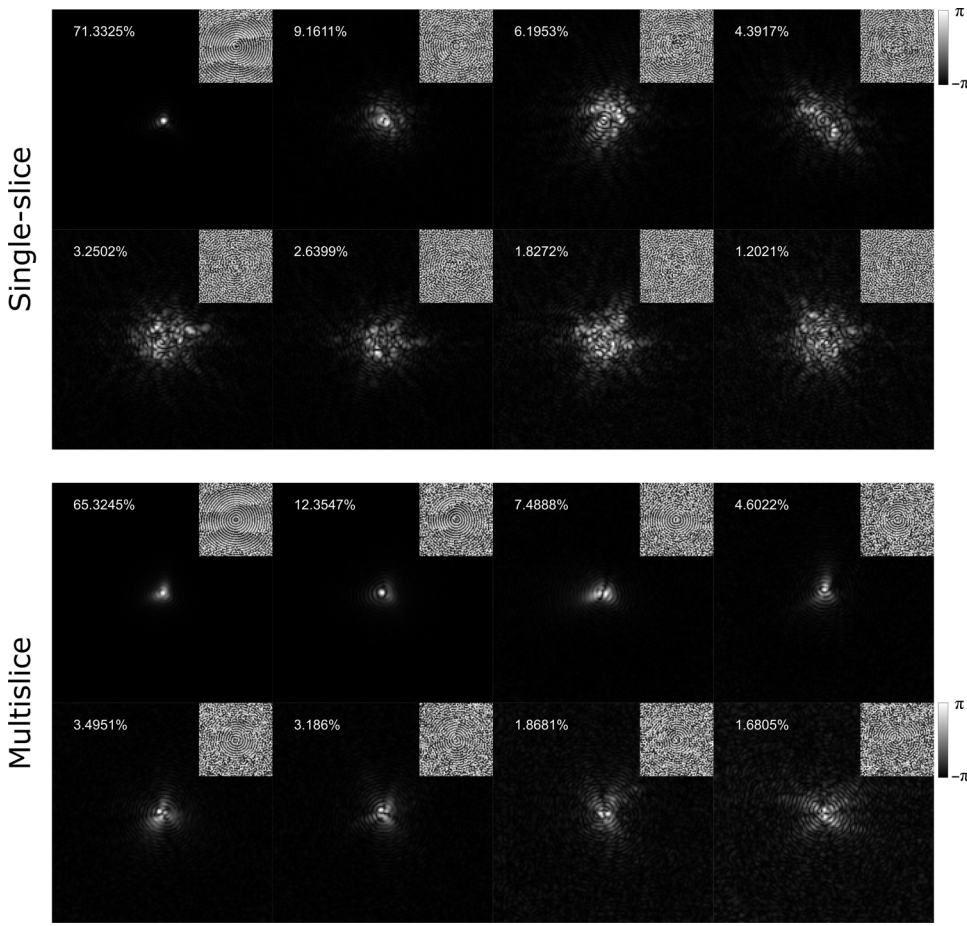 71.3325% 9.1611% 6.1953% 4.3917% π
−π
Single-slice
3.2502% 2.6399% 1.8272% 1.2021%
65.3245% 12.3547% 7.4888% 4.6022%
Multislice
3.4951% 3.186% 1.8681% 1.6805% π
−π